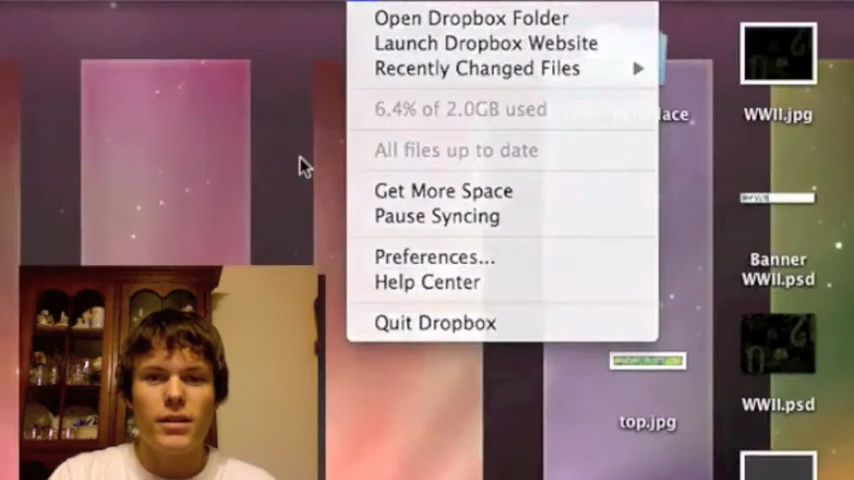 Open Dropbox Folder
Launch Dropbox Website
Recently Changed Files
6.4% of 2.0GB used
All files up to date
Get More Space
Pause Syncing
Preferences...
Help Center
Quit Dropbox
WWII.jpg
Banner
WWII.psd
WWII.psd
top.jpg